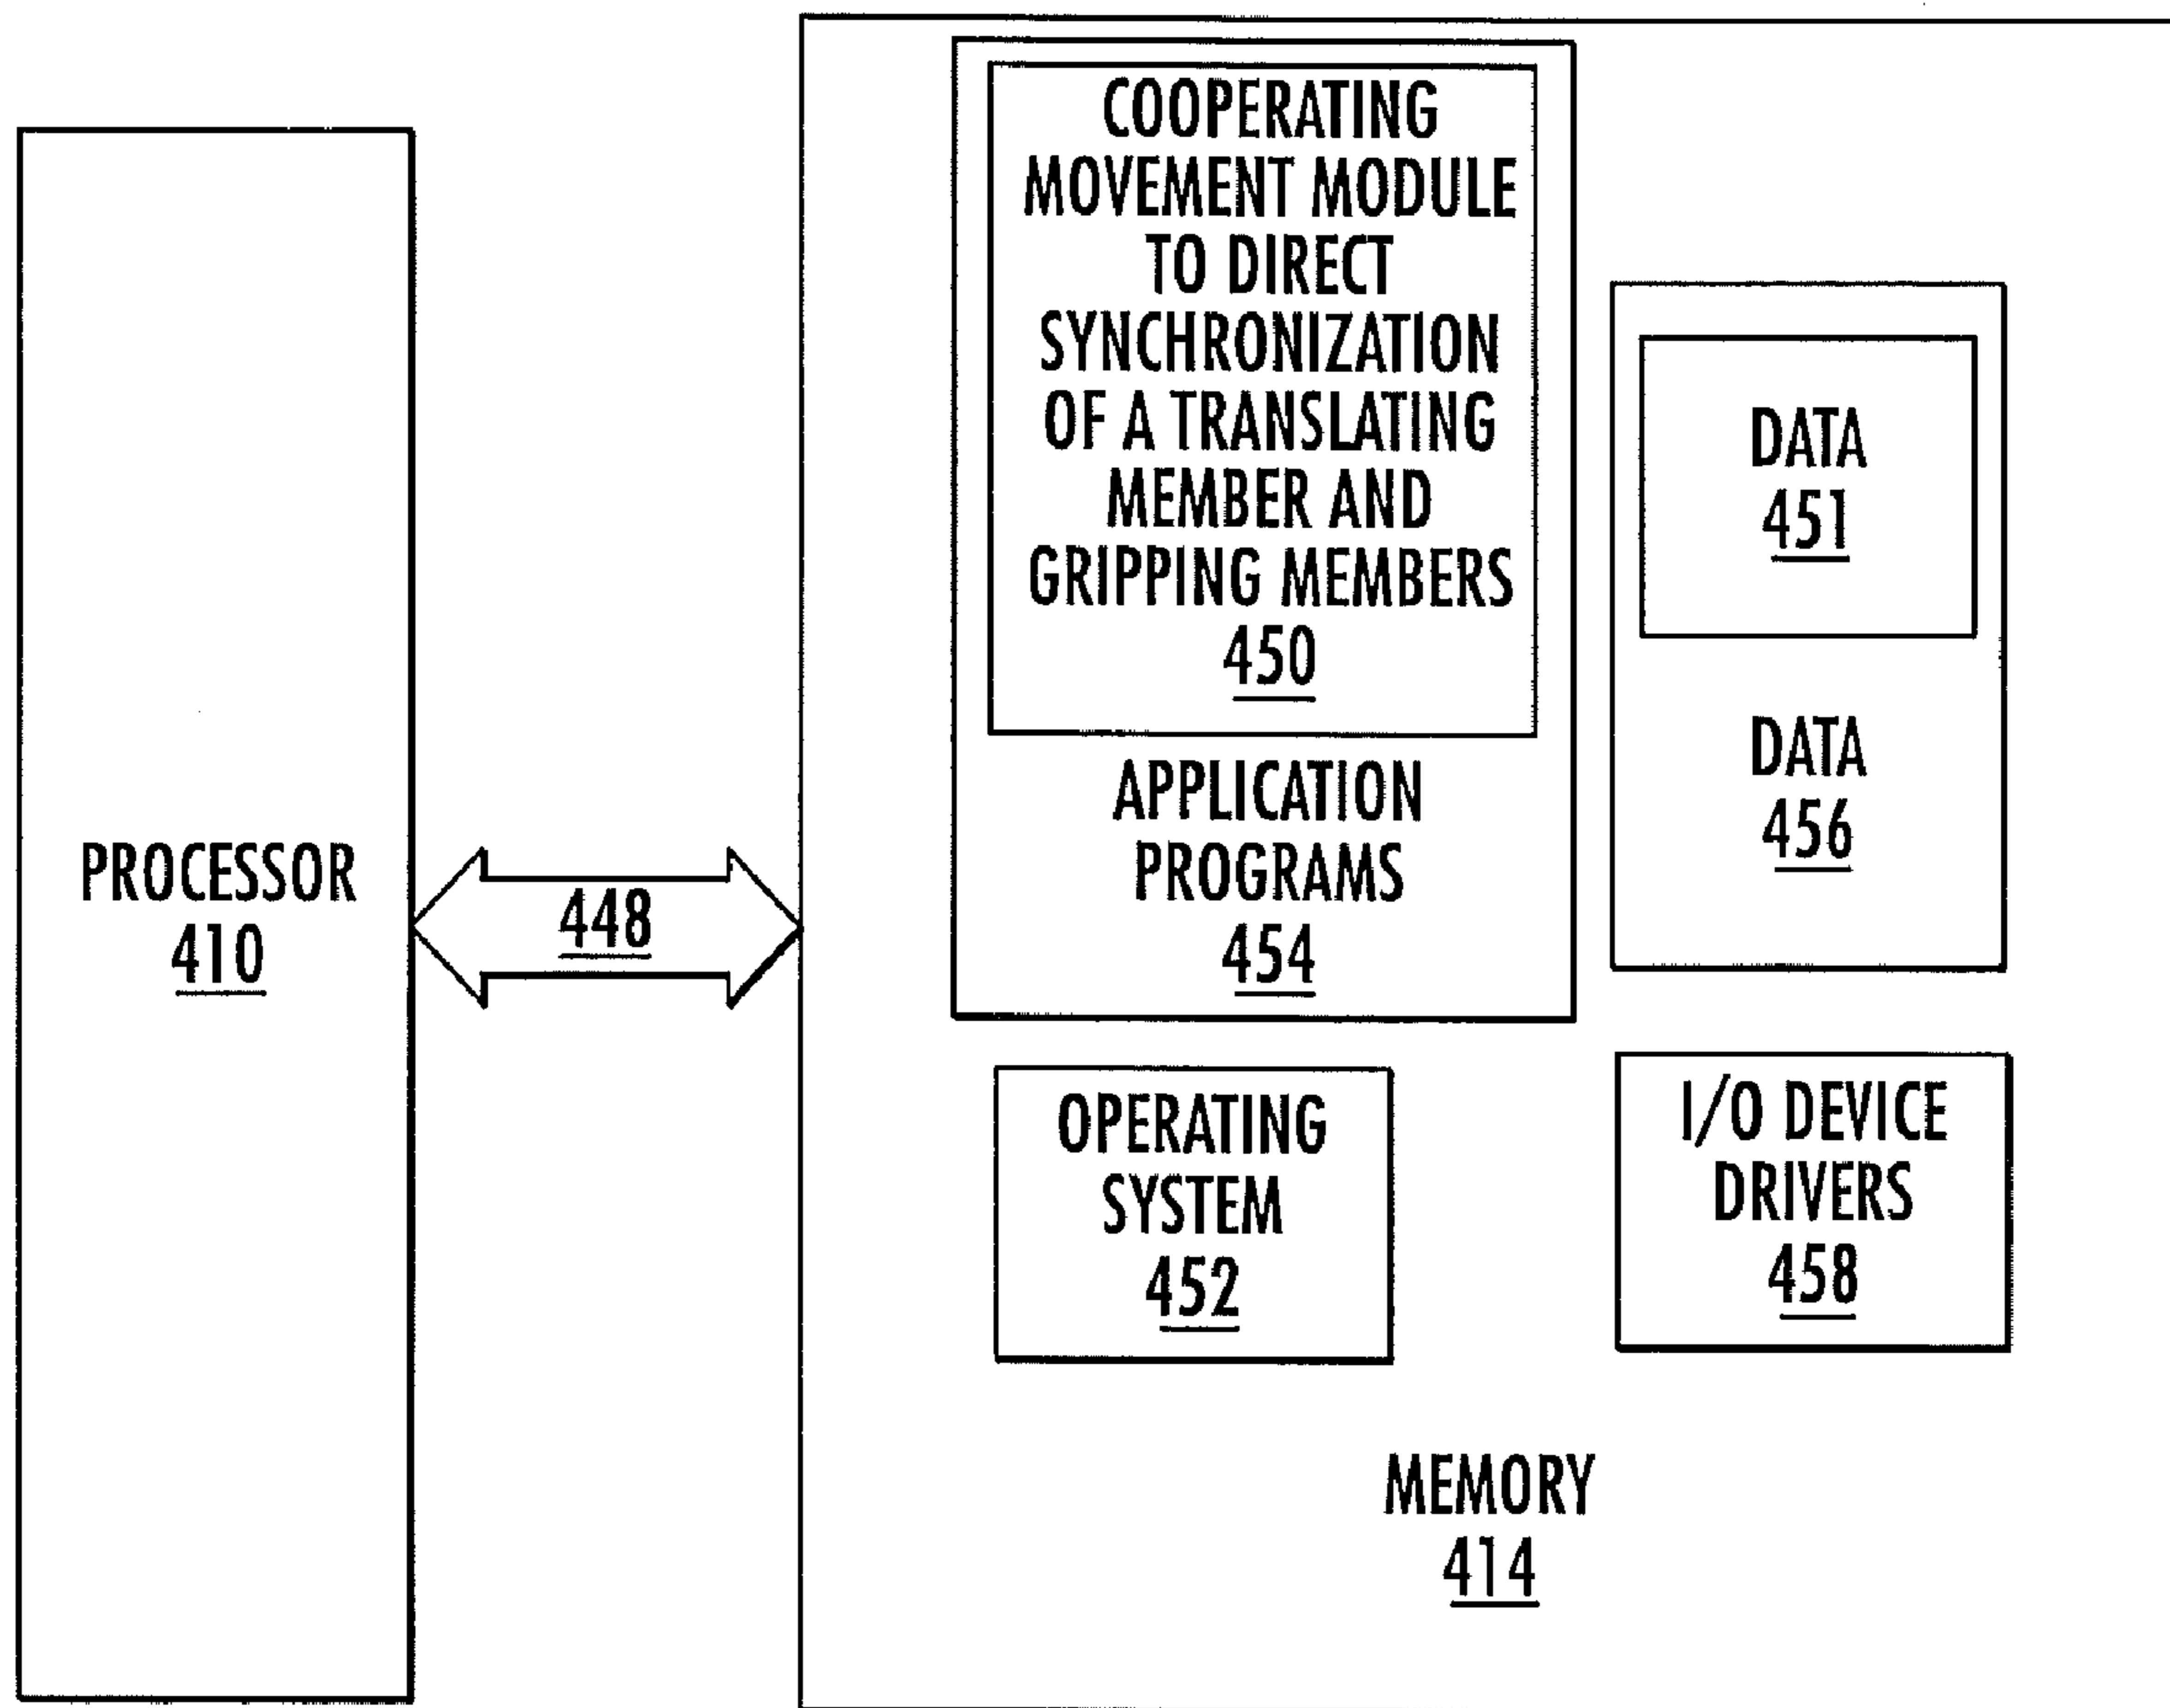 PROCESSOR
410
448
COOPERATING
MOVEMENT MODULE
TO DIRECT
SYNCHRONIZATION
OF A TRANSLATING
MEMBER AND
GRIPPING MEMBERS
450
APPLICATION
PROGRAMS
454
DATA
451
DATA
456
OPERATING
SYSTEM
452
I/O DEVICE
DRIVERS
458
MEMORY
414